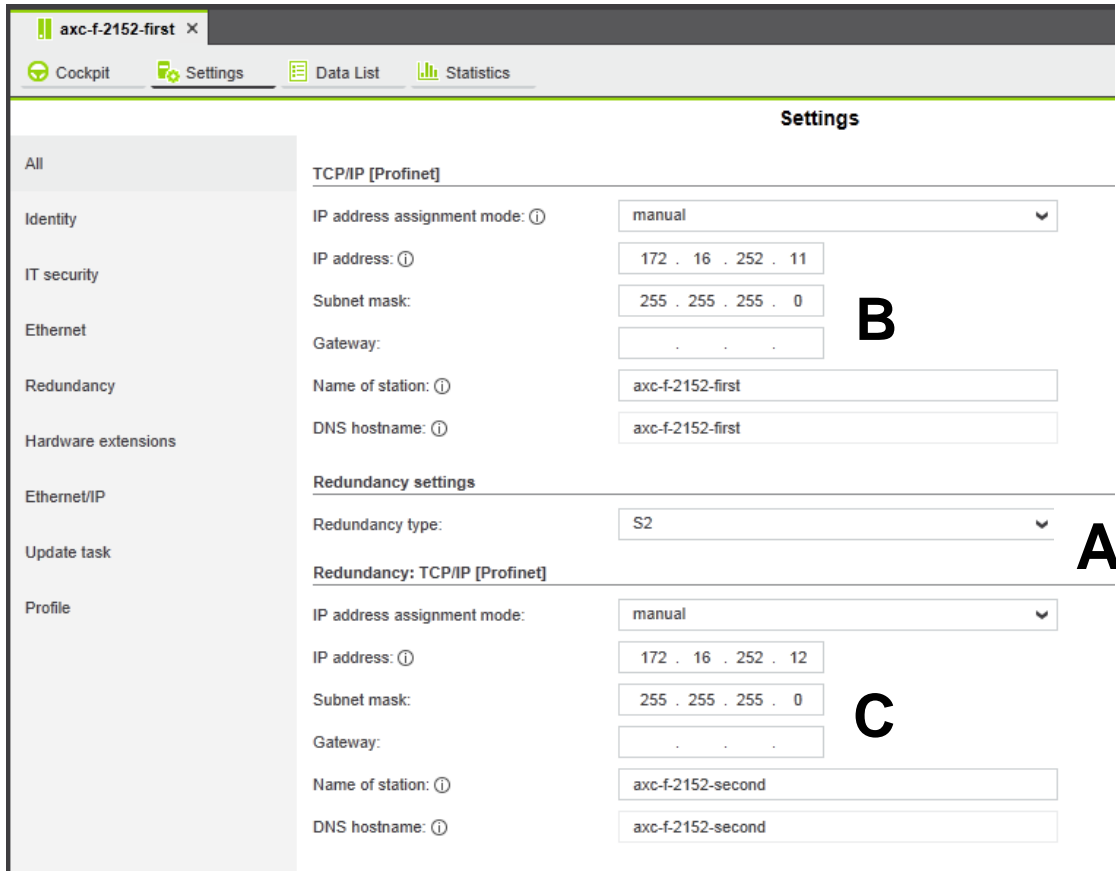 axc-f-2152-first ×
Cockpit Settings Data List Statistics
Settings
All
Identity
IT security
Ethernet
Redundancy
Hardware extensions
Ethernet/IP
Update task
Profile
TCP/IP [Profinet]
IP address assignment mode: manual
IP address: 172 . 16 . 252 . 11
Subnet mask: 255 . 255 . 255 . 0
B
Gateway: . . .
Name of station: axc-f-2152-first
DNS hostname: axc-f-2152-first
Redundancy settings
Redundancy type: S2
A
Redundancy: TCP/IP [Profinet]
IP address assignment mode: manual
IP address: 172 . 16 . 252 . 12
Subnet mask: 255 . 255 . 255 . 0
C
Gateway: . . .
Name of station: axc-f-2152-second
DNS hostname: axc-f-2152-second